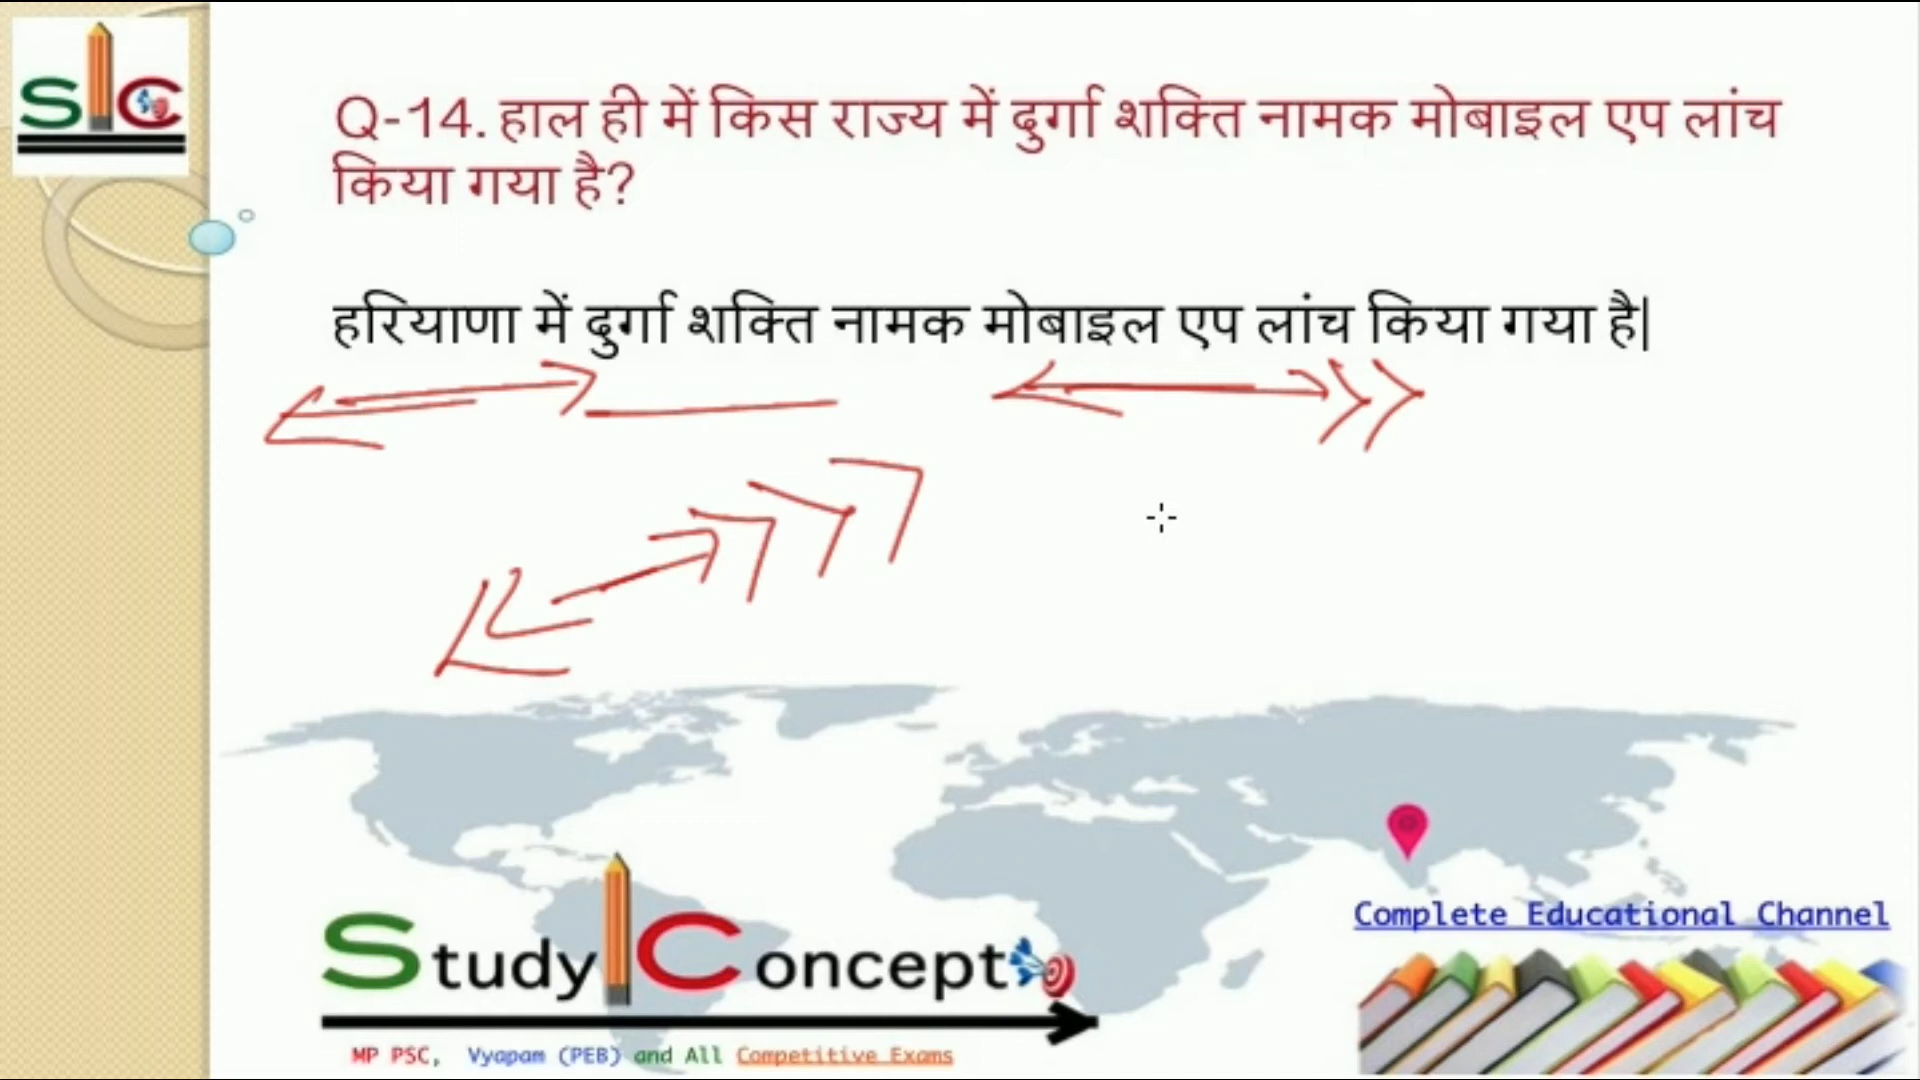 SC
Q-14. हाल ही में किस राज्य में दुर्गा शक्ति नामक मोबाइल एप लांच
किया गया है?
हरियाणा में दुर्गा शक्ति नामक मोबाइल एप लांच किया गया है|
Complete Educational Channel
Study Concept
MP PSC, Vyapam (PEB) and All Competitive Exams